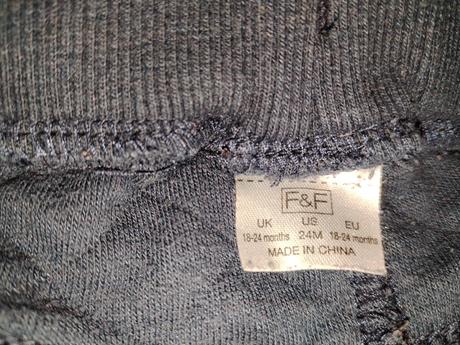 F&F
UK US EU
18-24 months 24M 18-24 months
MADE IN CHINA